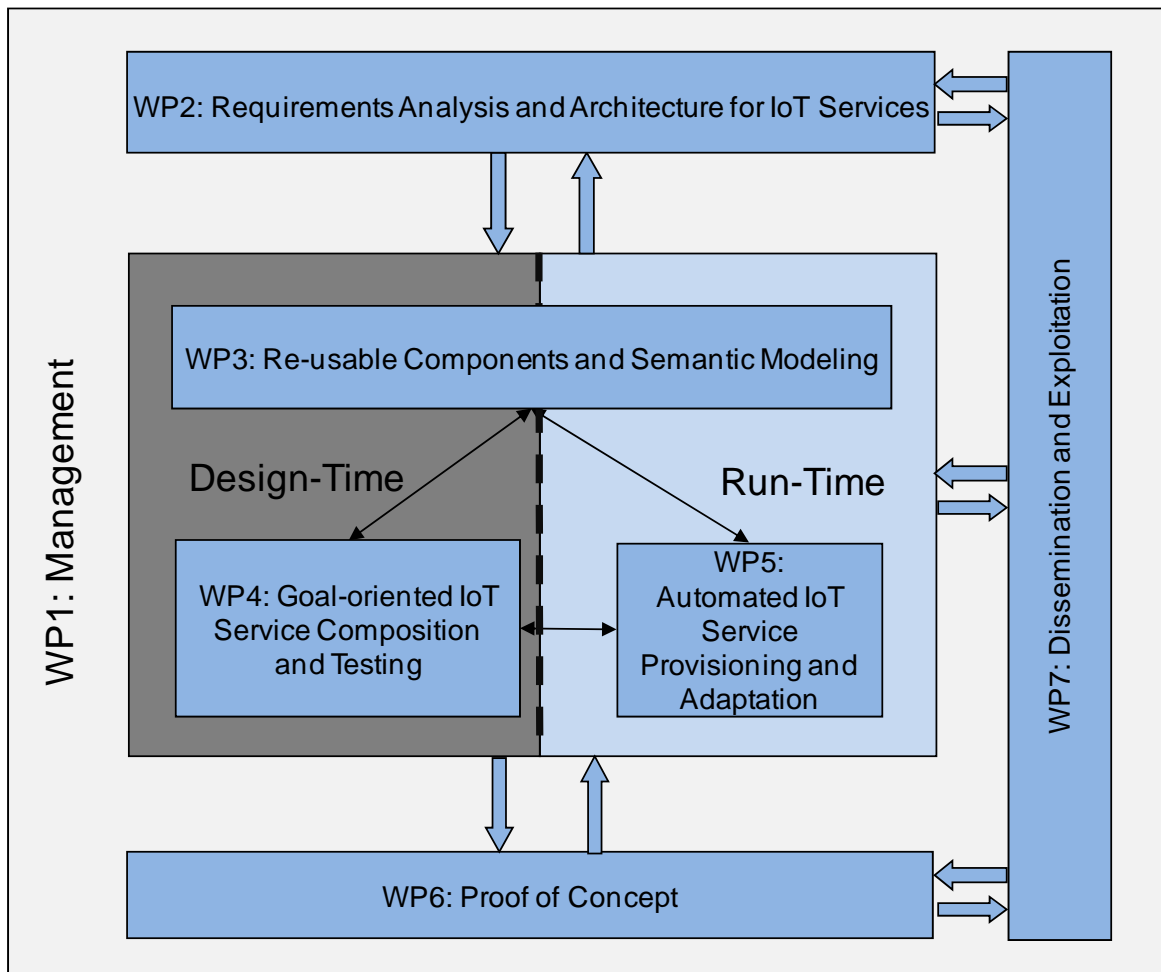 WP2: Requirements Analysis and Architecture for IoT Services
WP1: Management
WP3: Re-usable Components and Semantic Modeling
Design-Time
Run-Time
WP4: Goal-oriented IoT
Service Composition
and Testing
WP5:
Automated IoT
Service
Provisioning and
Adaptation
WP6: Proof of Concept
WP7: Dissemination and Exploitation